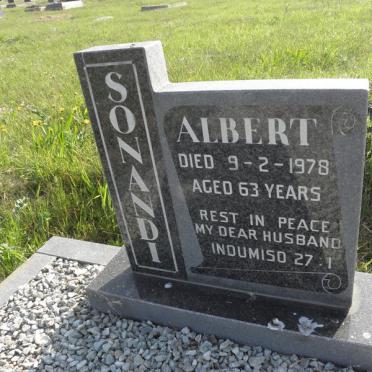 SONANDI
ALBERT
DIED 9-2-1978
AGED 63 YEARS
REST IN PEACE
MY DEAR HUSBAND
INDUMISO 27.1